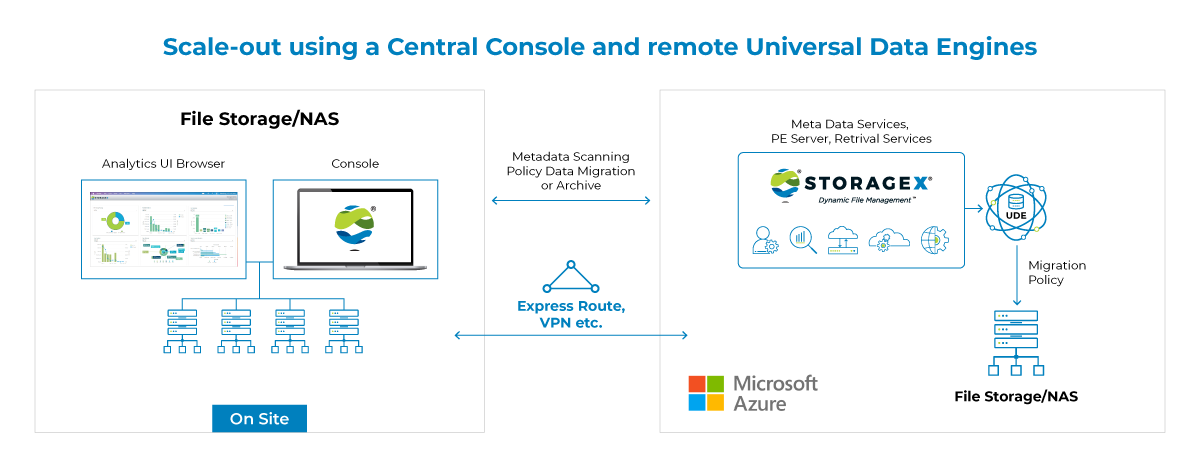 Scale-out using a Central Console and remote Universal Data Engines
File Storage/NAS
Analytics UI Browser
Console
®
On Site
Metadata Scanning
Policy Data Migration
or Archive
Express Route,
VPN etc.
Meta Data Services,
PE Server, Retrival Services
STORAGEX®
Dynamic File Management™
UDE
Migration
Policy
File Storage/NAS
Microsoft
Azure